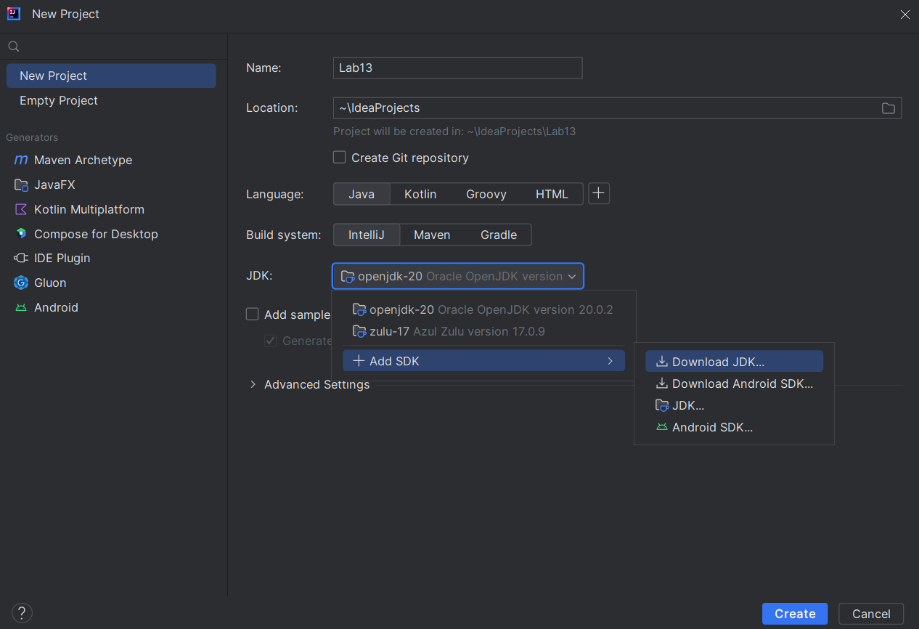 New Project
New Project
Empty Project
Generators
Maven Archetype
JavaFX
Kotlin Multiplatform
Compose for Desktop
IDE Plugin
Gluon
Android
Name: Lab13
Location: ~\IdeaProjects
Project will be created in: ~\IdeaProjects\Lab13
Create Git repository
Language: Java Kotlin Groovy HTML
Build system: IntelliJ Maven Gradle
JDK: openjdk-20 Oracle OpenJDK version
openjdk-20 Oracle OpenJDK version 20.0.2
zulu-17 Azul Zulu version 17.0.9
Add SDK
Add sample
Generate
Advanced Settings
Download JDK...
Download Android SDK...
JDK...
Android SDK...
?
Create Cancel